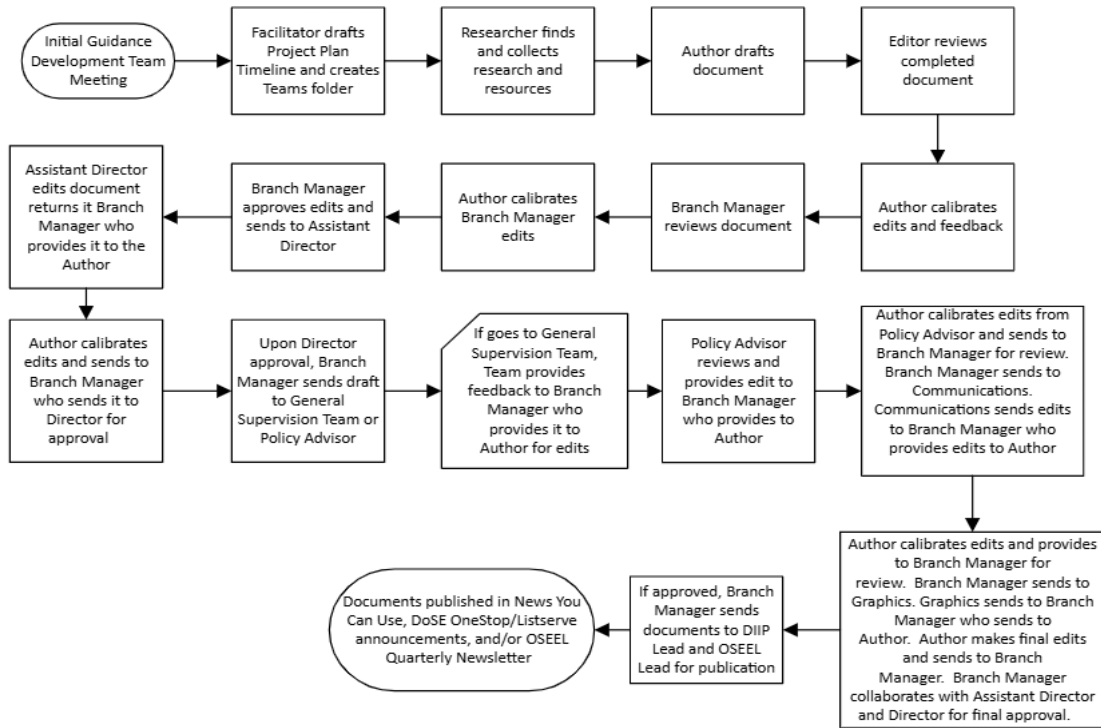 Initial Guidance
Development Team
Meeting
Facilitator drafts
Project Plan
Timeline and creates
Teams folder
Researcher finds
and collects
research and
resources
Author drafts
document
Editor reviews
completed
document
Author calibrates
edits and feedback
Branch Manager
reviews document
Author calibrates
Branch Manager
edits
Branch Manager
approves edits and
sends to Assistant
Director
Assistant Director
edits document
returns it Branch
Manager who
provides it to the
Author
Author calibrates
edits and sends to
Branch Manager
who sends it to
Director for
approval
Upon Director
approval, Branch
Manager sends draft
to General
Supervision Team or
Policy Advisor
If goes to General
Supervision Team,
Team provides
feedback to Branch
Manager who
provides it to
Author for edits
Policy Advisor
reviews and
provides edit to
Branch Manager
who provides to
Author
Author calibrates edits from
Policy Advisor and sends to
Branch Manager for review.
Branch Manager sends to
Communications.
Communications sends edits
to Branch Manager who
provides edits to Author
Author calibrates edits and provides
to Branch Manager for
review. Branch Manager sends to
Graphics. Graphics sends to Branch
Manager who sends to
Author. Author makes final edits
and sends to Branch
Manager. Branch Manager
collaborates with Assistant Director
and Director for final approval.
If approved, Branch
Manager sends
documents to DIIP
Lead and OSEEL
Lead for publication
Documents published in News You
Can Use, DoSE OneStop/Listserve
announcements, and/or OSEEL
Quarterly Newsletter